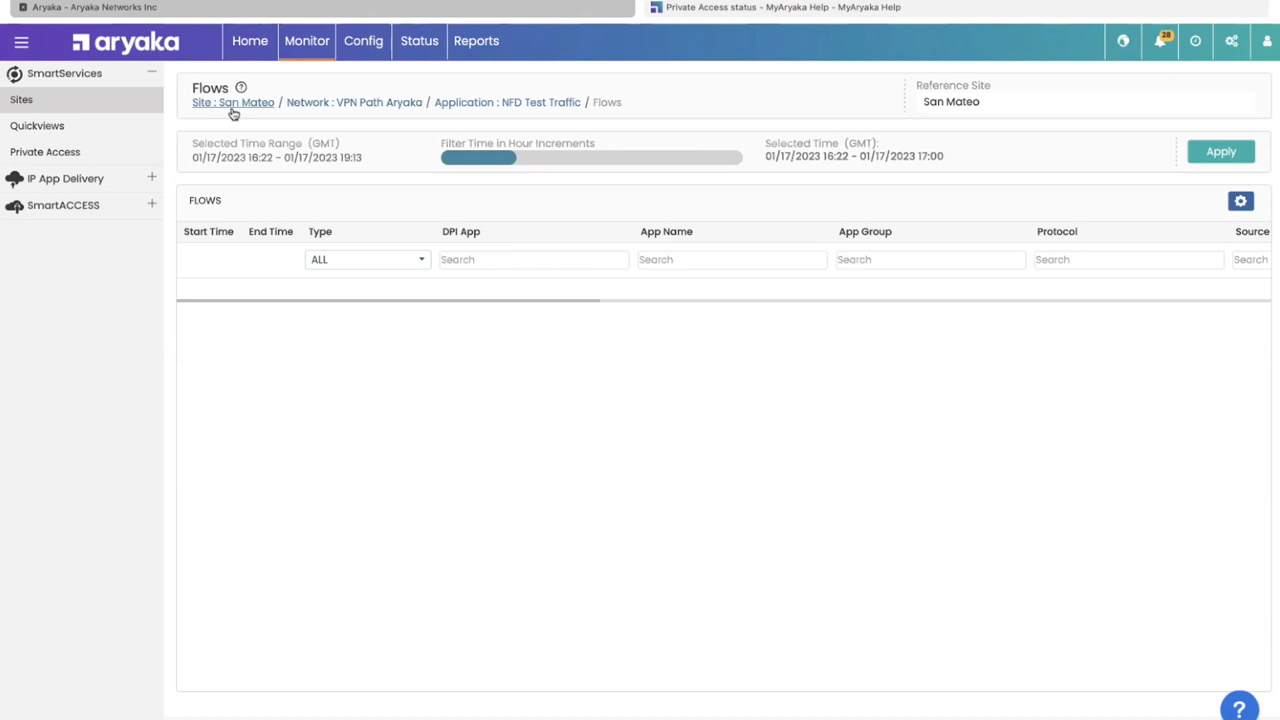 Aryaka - Aryaka Networks Inc
Private Access status - MyAryaka Help - MyAryaka Help
aryaka
Home
Monitor
Config
Status
Reports
28
SmartServices
Sites
Quickviews
Private Access
IP App Delivery
SmartACCESS
Flows
Site : San Mateo / Network : VPN Path Aryaka / Application : NFD Test Traffic / Flows
Reference Site
San Mateo
Selected Time Range (GMT)
01/17/2023 16:22 - 01/17/2023 19:13
Filter Time in Hour Increments
Selected Time (GMT):
01/17/2023 16:22 - 01/17/2023 17:00
Apply
FLOWS
Start Time End Time Type DPI App App Name App Group Protocol Source
ALL Search Search Search Search Search
?